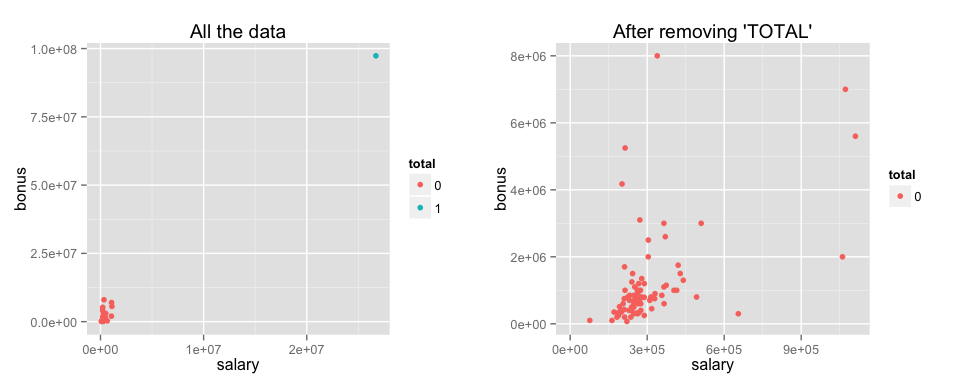 All the data
1.0e+08
7.5e+07
5.0e+07
2.5e+07
0.0e+00
bonus
0e+00 1e+07 2e+07
salary
total
0
1
After removing 'TOTAL'
8e+06
6e+06
4e+06
2e+06
0e+00
bonus
0e+00 3e+05 6e+05 9e+05
salary
total
0